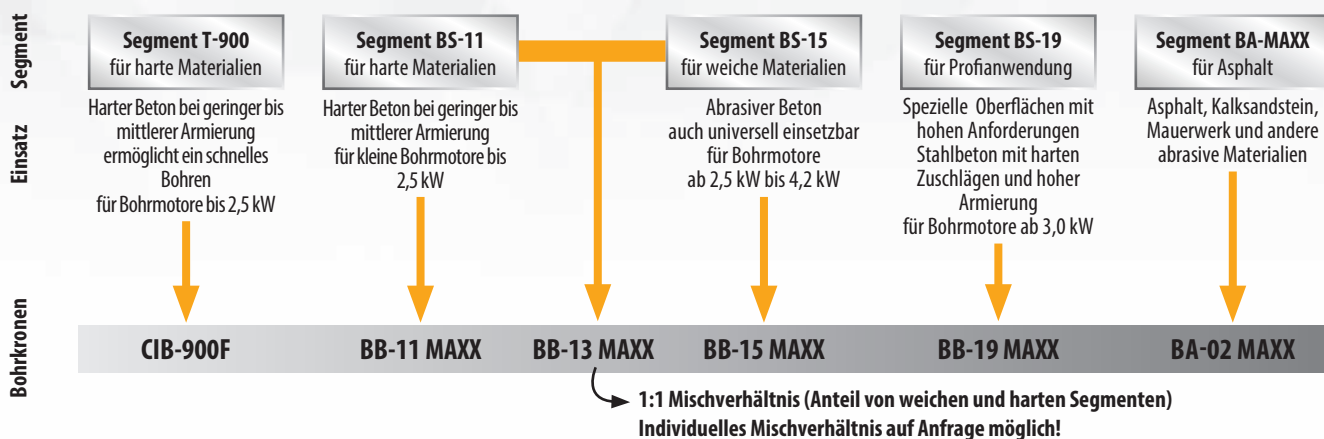 Segment
Segment T-900
für harte Materialien
Segment BS-11
für harte Materialien
Segment BS-15
für weiche Materialien
Segment BS-19
für Profianwendung
Segment BA-MAXX
für Asphalt
Einsatz
Harter Beton bei geringer bis
mittlerer Armierung
ermöglicht ein schnelles
Bohren
für Bohrmotore bis 2,5 kW
Harter Beton bei geringer bis
mittlerer Armierung
für kleine Bohrmotore bis
2,5 kW
Abrasiver Beton
auch universell einsetzbar
für Bohrmotore
ab 2,5 kW bis 4,2 kW
Spezielle Oberflächen mit
hohen Anforderungen
Stahlbeton mit harten
Zuschlägen und hoher
Armierung
für Bohrmotore ab 3,0 kW
Asphalt, Kalksandstein,
Mauerwerk und andere
abrasive Materialien
Bohrkronen
CIB-900F
BB-11 MAXX
BB-13 MAXX
BB-15 MAXX
BB-19 MAXX
BA-02 MAXX
1:1 Mischverhältnis (Anteil von weichen und harten Segmenten)
Individuelles Mischverhältnis auf Anfrage möglich!